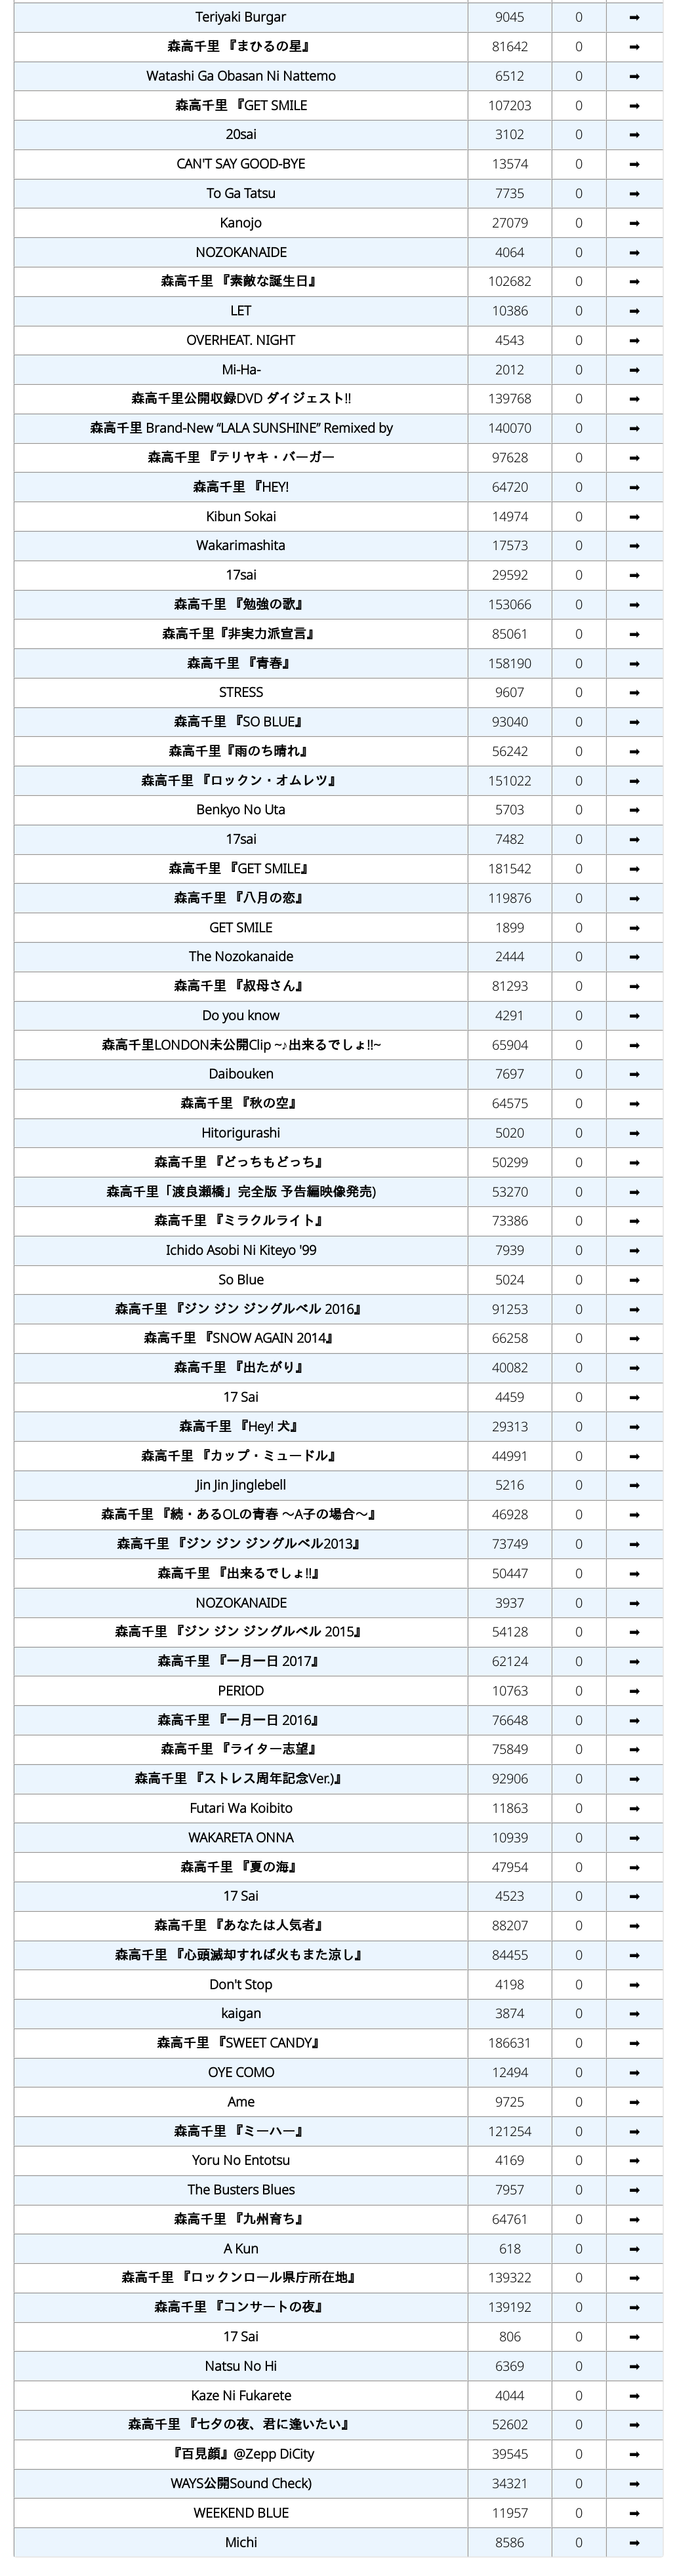 Teriyaki Burgar 9045 0 ➡
森高千里 『まひるの星』 81642 0 ➡
Watashi Ga Obasan Ni Nattemo 6512 0 ➡
森高千里 『GET SMILE 107203 0 ➡
20sai 3102 0 ➡
CAN'T SAY GOOD-BYE 13574 0 ➡
To Ga Tatsu 7735 0 ➡
Kanojo 27079 0 ➡
NOZOKANAIDE 4064 0 ➡
森高千里 『素敵な誕生日』 102682 0 ➡
LET 10386 0 ➡
OVERHEAT. NIGHT 4543 0 ➡
Mi-Ha- 2012 0 ➡
森高千里公開収録DVD ダイジェスト!! 139768 0 ➡
森高千里 Brand-New “LALA SUNSHINE” Remixed by 140070 0 ➡
森高千里 『テリヤキ・バーガー 97628 0 ➡
森高千里 『HEY! 64720 0 ➡
Kibun Sokai 14974 0 ➡
Wakarimashita 17573 0 ➡
17sai 29592 0 ➡
森高千里 『勉強の歌』 153066 0 ➡
森高千里『非実力派宣言』 85061 0 ➡
森高千里 『青春』 158190 0 ➡
STRESS 9607 0 ➡
森高千里 『SO BLUE』 93040 0 ➡
森高千里『雨のち晴れ』 56242 0 ➡
森高千里 『ロックン・オムレツ』 151022 0 ➡
Benkyo No Uta 5703 0 ➡
17sai 7482 0 ➡
森高千里 『GET SMILE』 181542 0 ➡
森高千里 『八月の恋』 119876 0 ➡
GET SMILE 1899 0 ➡
The Nozokanaide 2444 0 ➡
森高千里 『叔母さん』 81293 0 ➡
Do you know 4291 0 ➡
森高千里LONDON未公開Clip ~♪出来るでしょ!!~ 65904 0 ➡
Daibouken 7697 0 ➡
森高千里 『秋の空』 64575 0 ➡
Hitorigurashi 5020 0 ➡
森高千里 『どっちもどっち』 50299 0 ➡
森高千里「渡良瀬橋」完全版 予告編映像発売) 53270 0 ➡
森高千里 『ミラクルライト』 73386 0 ➡
Ichido Asobi Ni Kiteyo '99 7939 0 ➡
So Blue 5024 0 ➡
森高千里 『ジン ジン ジングルベル 2016』 91253 0 ➡
森高千里 『SNOW AGAIN 2014』 66258 0 ➡
森高千里 『出たがり』 40082 0 ➡
17 Sai 4459 0 ➡
森高千里 『Hey! 犬』 29313 0 ➡
森高千里 『カップ・ミュードル』 44991 0 ➡
Jin Jin Jinglebell 5216 0 ➡
森高千里 『続・あるOLの青春 〜A子の場合〜』 46928 0 ➡
森高千里 『ジン ジン ジングルベル2013』 73749 0 ➡
森高千里 『出来るでしょ!!』 50447 0 ➡
NOZOKANAIDE 3937 0 ➡
森高千里 『ジン ジン ジングルベル 2015』 54128 0 ➡
森高千里 『一月一日 2017』 62124 0 ➡
PERIOD 10763 0 ➡
森高千里 『一月一日 2016』 76648 0 ➡
森高千里 『ライター志望』 75849 0 ➡
森高千里 『ストレス周年記念Ver.)』 92906 0 ➡
Futari Wa Koibito 11863 0 ➡
WAKARETA ONNA 10939 0 ➡
森高千里 『夏の海』 47954 0 ➡
17 Sai 4523 0 ➡
森高千里 『あなたは人気者』 88207 0 ➡
森高千里 『心頭滅却すれば火もまた涼し』 84455 0 ➡
Don't Stop 4198 0 ➡
kaigan 3874 0 ➡
森高千里 『SWEET CANDY』 186631 0 ➡
OYE COMO 12494 0 ➡
Ame 9725 0 ➡
森高千里 『ミーハー』 121254 0 ➡
Yoru No Entotsu 4169 0 ➡
The Busters Blues 7957 0 ➡
森高千里 『九州育ち』 64761 0 ➡
A Kun 618 0 ➡
森高千里 『ロックンロール県庁所在地』 139322 0 ➡
森高千里 『コンサートの夜』 139192 0 ➡
17 Sai 806 0 ➡
Natsu No Hi 6369 0 ➡
Kaze Ni Fukarete 4044 0 ➡
森高千里 『七夕の夜、君に逢いたい』 52602 0 ➡
『百見顔』@Zepp DiCity 39545 0 ➡
WAYS公開Sound Check) 34321 0 ➡
WEEKEND BLUE 11957 0 ➡
Michi 8586 0 ➡